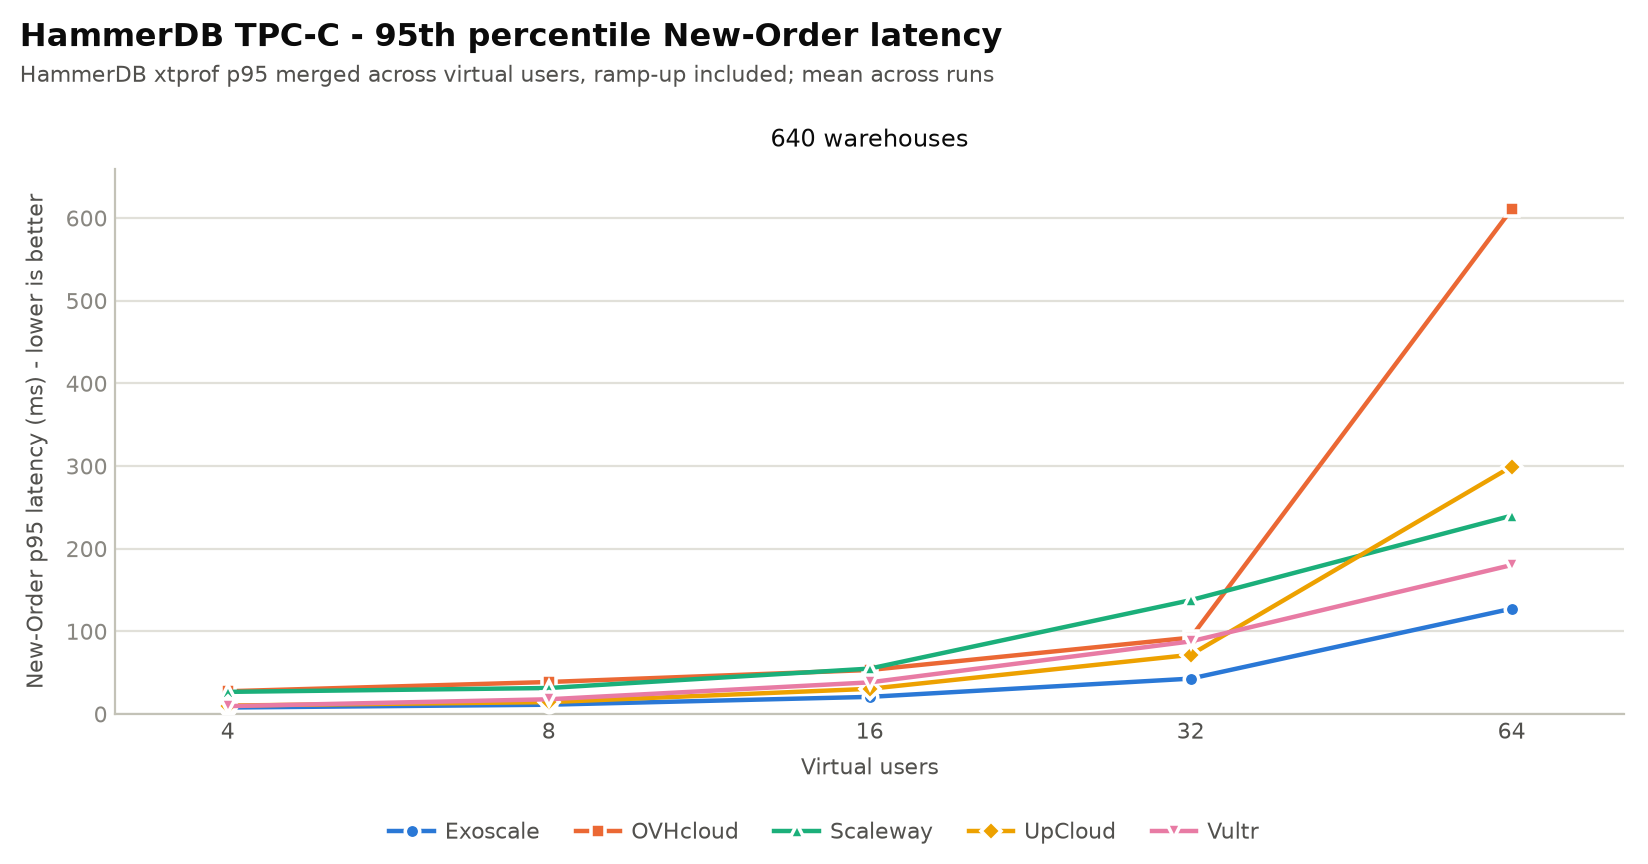 HammerDB TPC-C - 95th percentile New-Order latency
HammerDB xtprof p95 merged across virtual users, ramp-up included; mean across runs
640 warehouses
New-Order p95 latency (ms) - lower is better
600
500
400
300
200
100
0
4 8 16 32 64
Virtual users
Exoscale OVHcloud Scaleway UpCloud Vultr